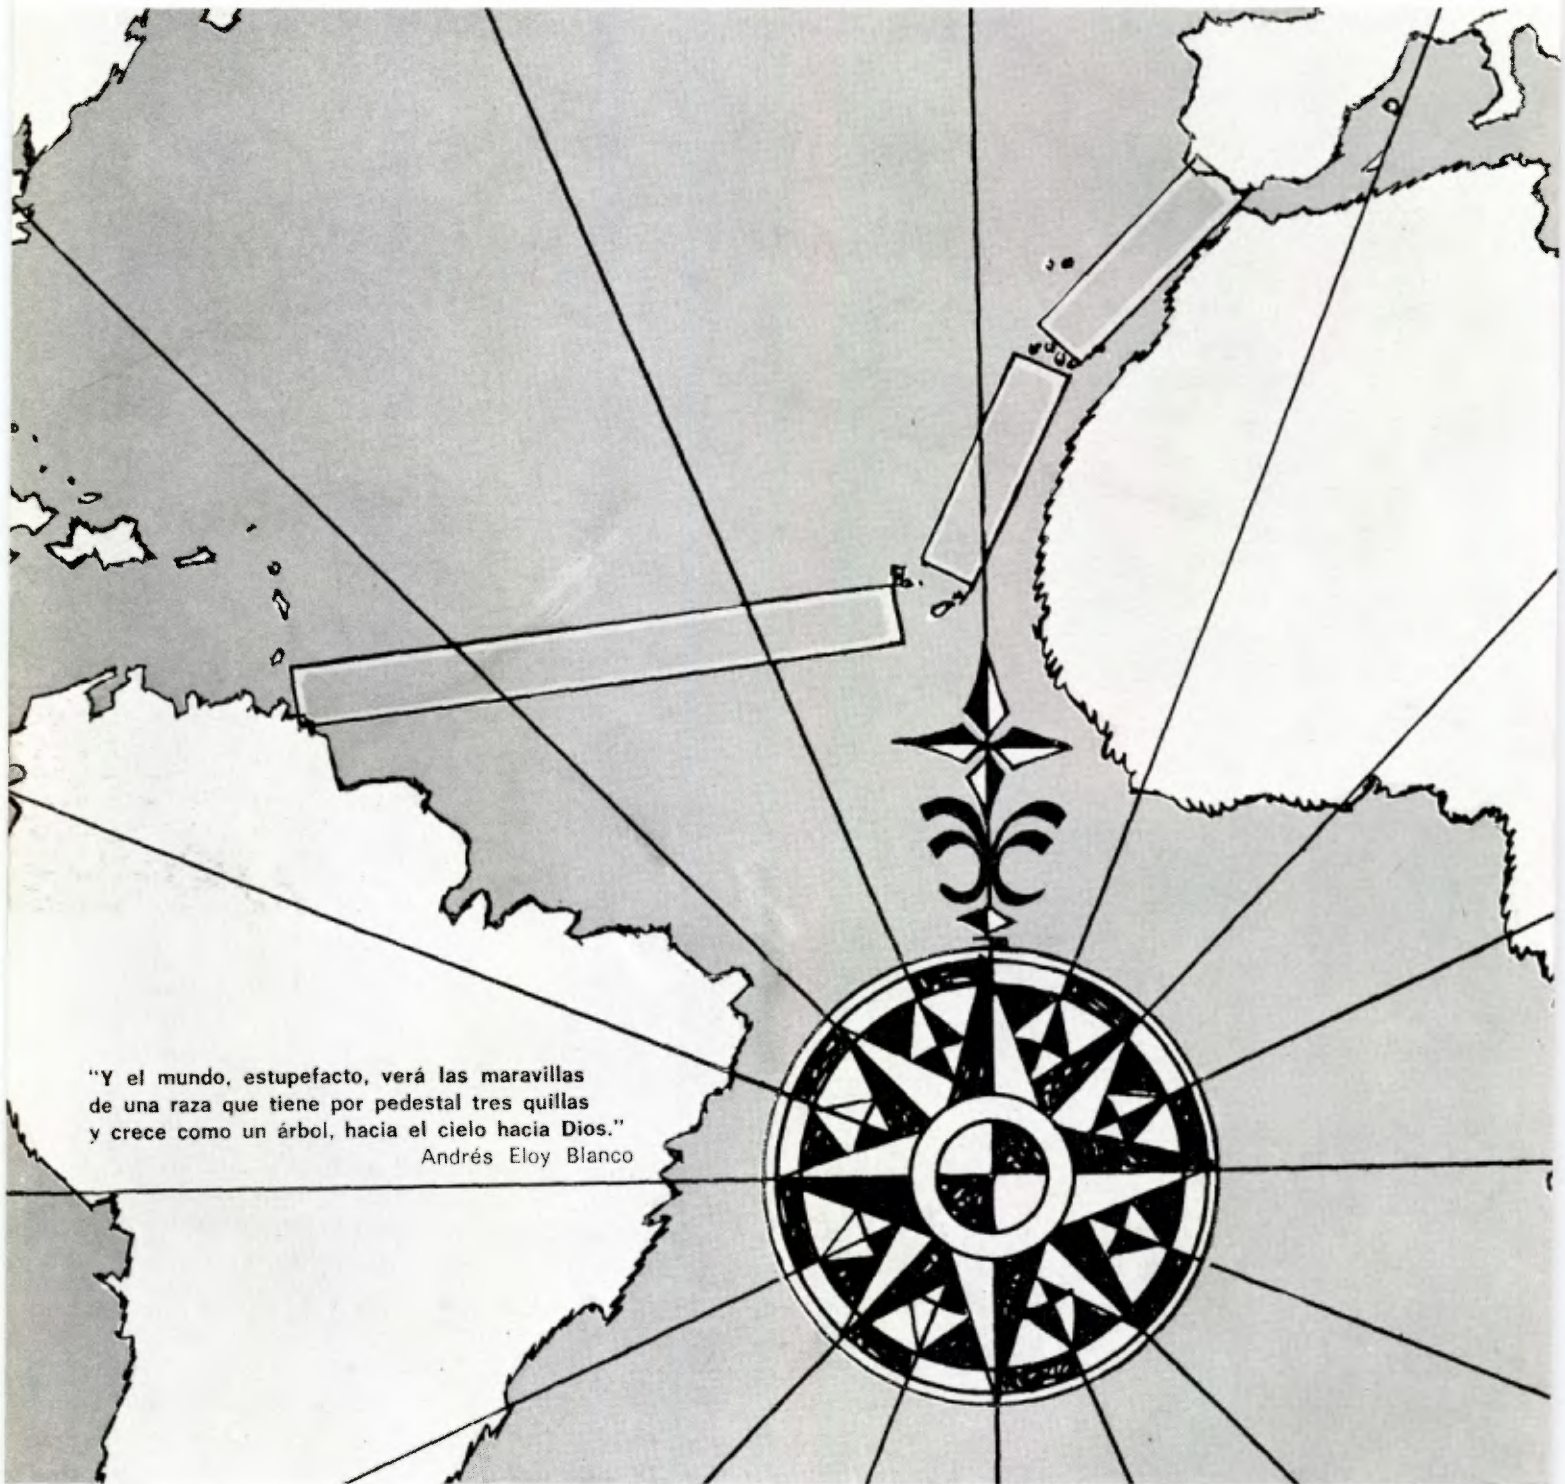 "Y el mundo, estupefacto, verá las maravillas
de una raza que tiene por pedestal tres quillas
y crece como un árbol, hacia el cielo hacia Dios."
Andrés Eloy Blanco